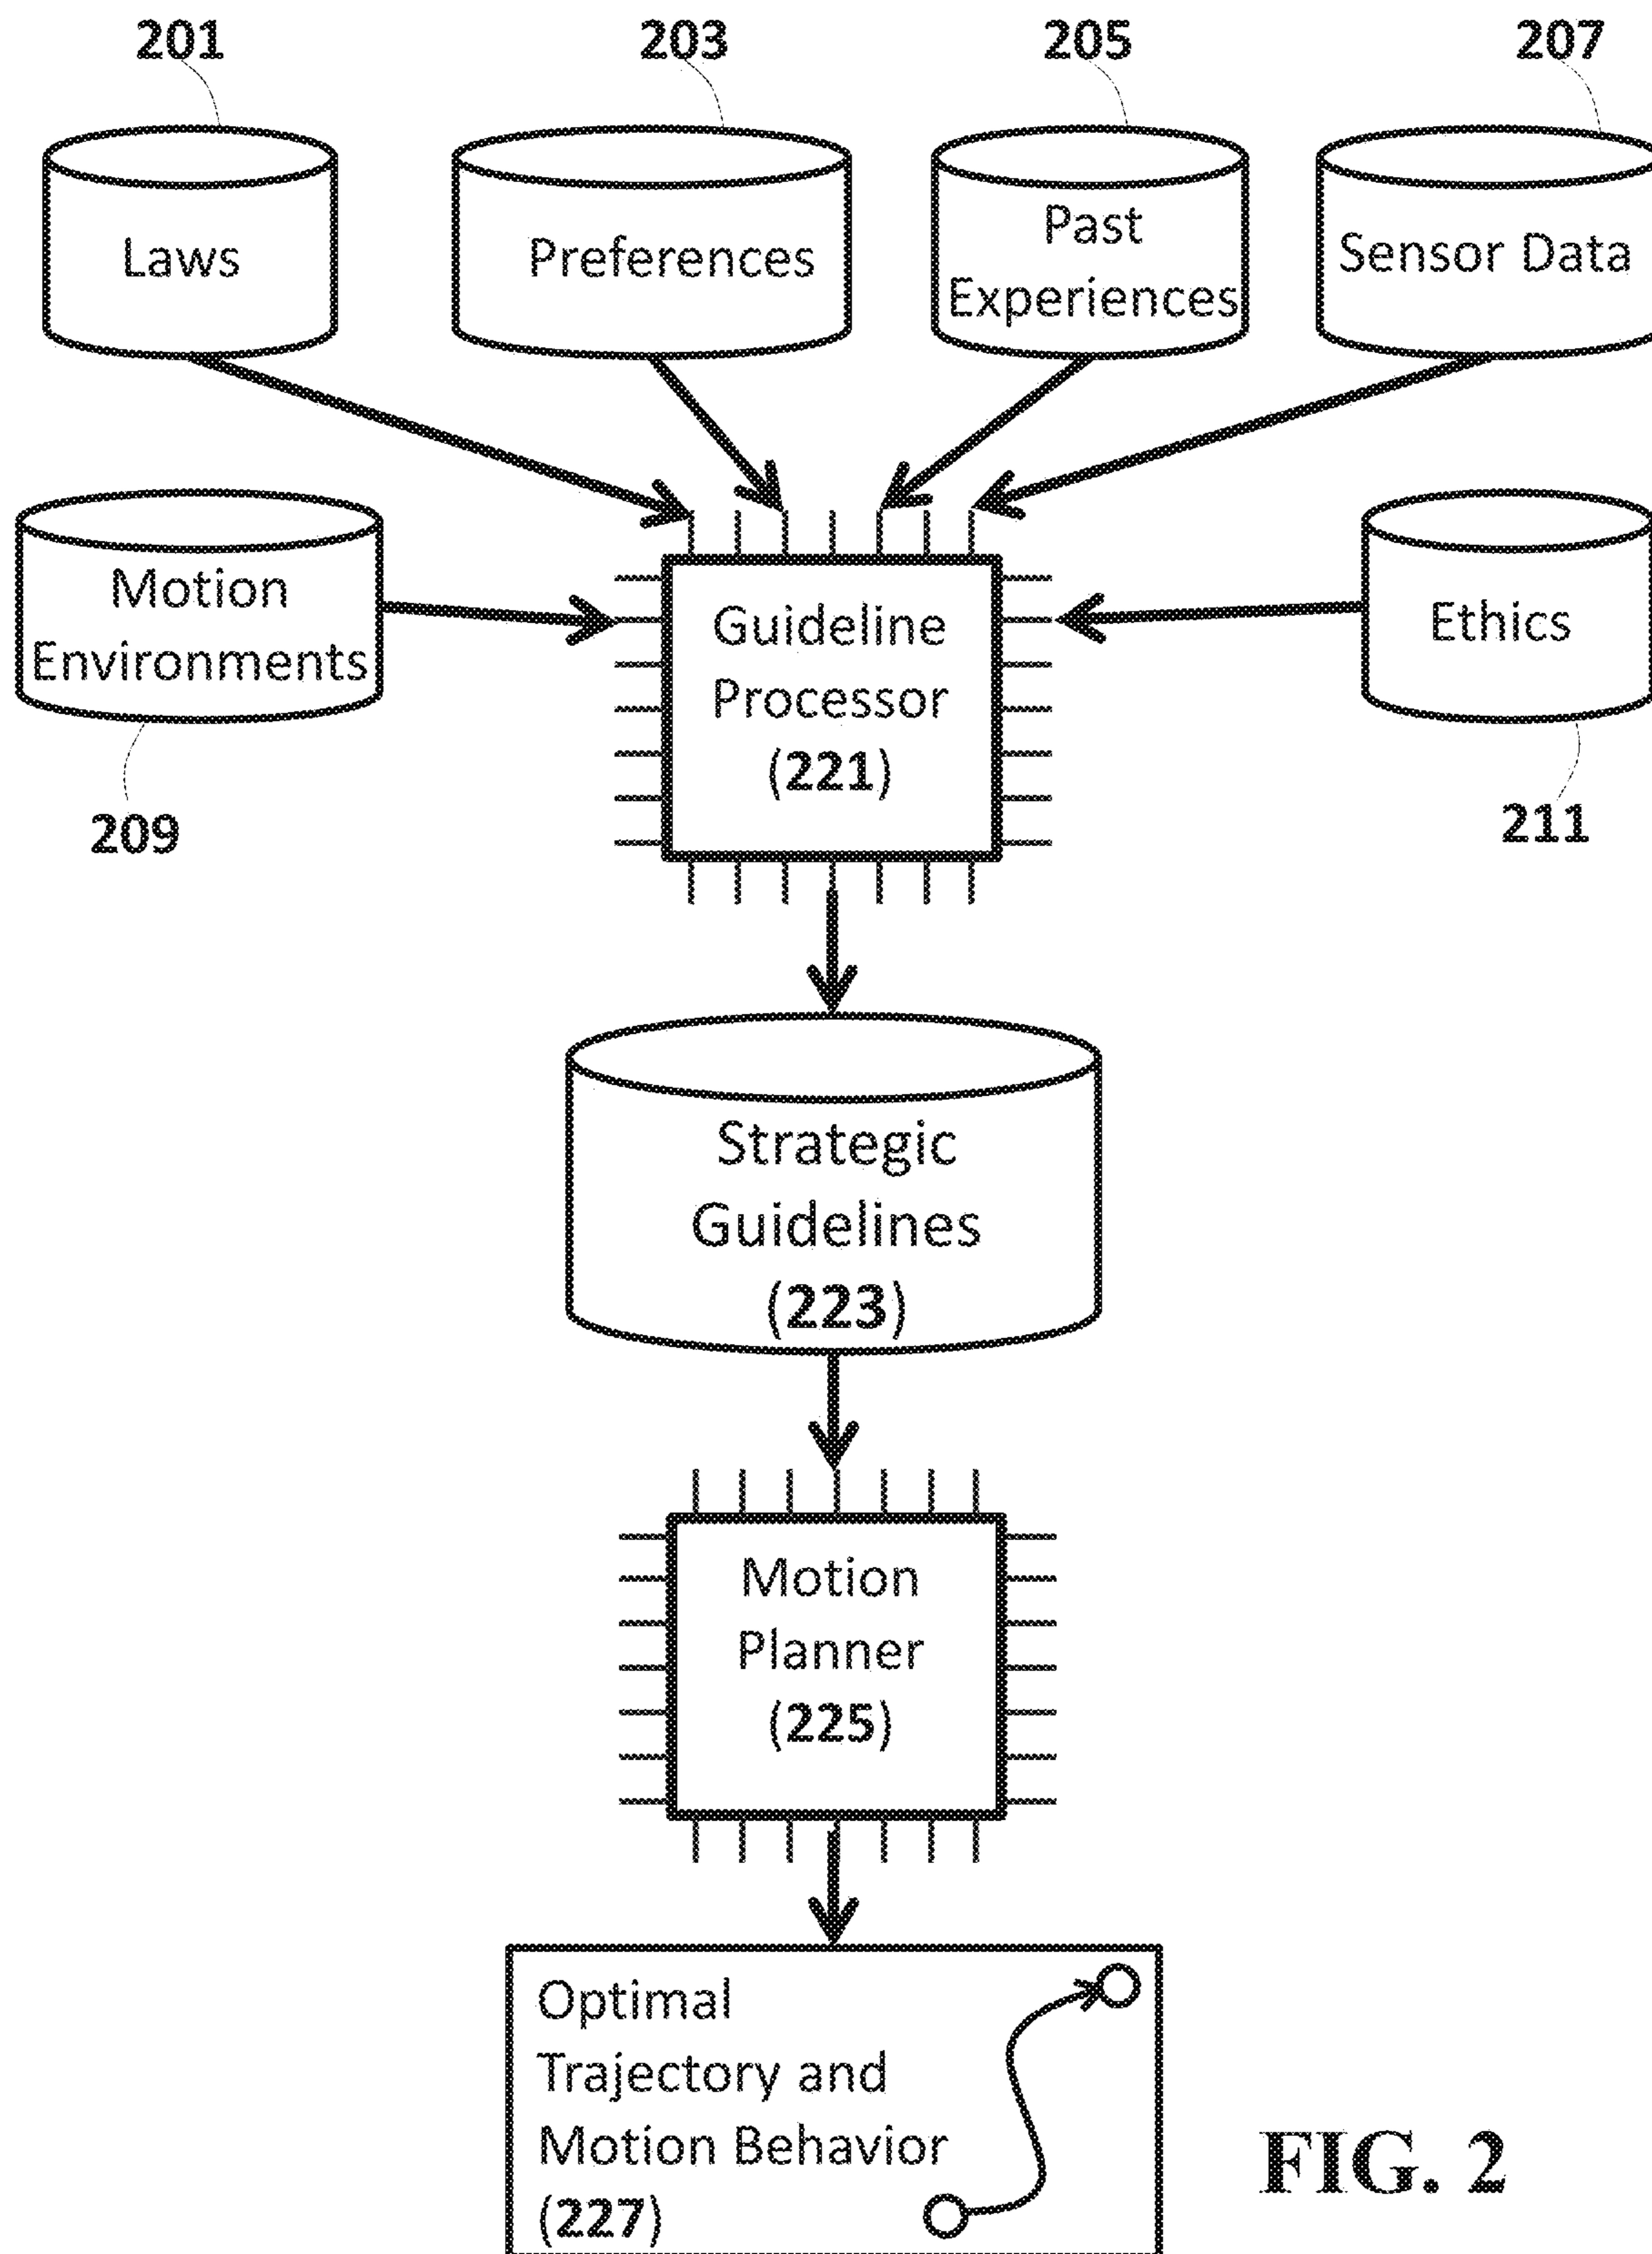 201
203
205
207
Laws
Preferences
Past
Experiences
Sensor Data
Motion
Environments
Guideline
Processor
(221)
Ethics
209
211
Strategic
Guidelines
(223)
Motion
Planner
(225)
Optimal
Trajectory and
Motion Behavior
(227)
FIG. 2